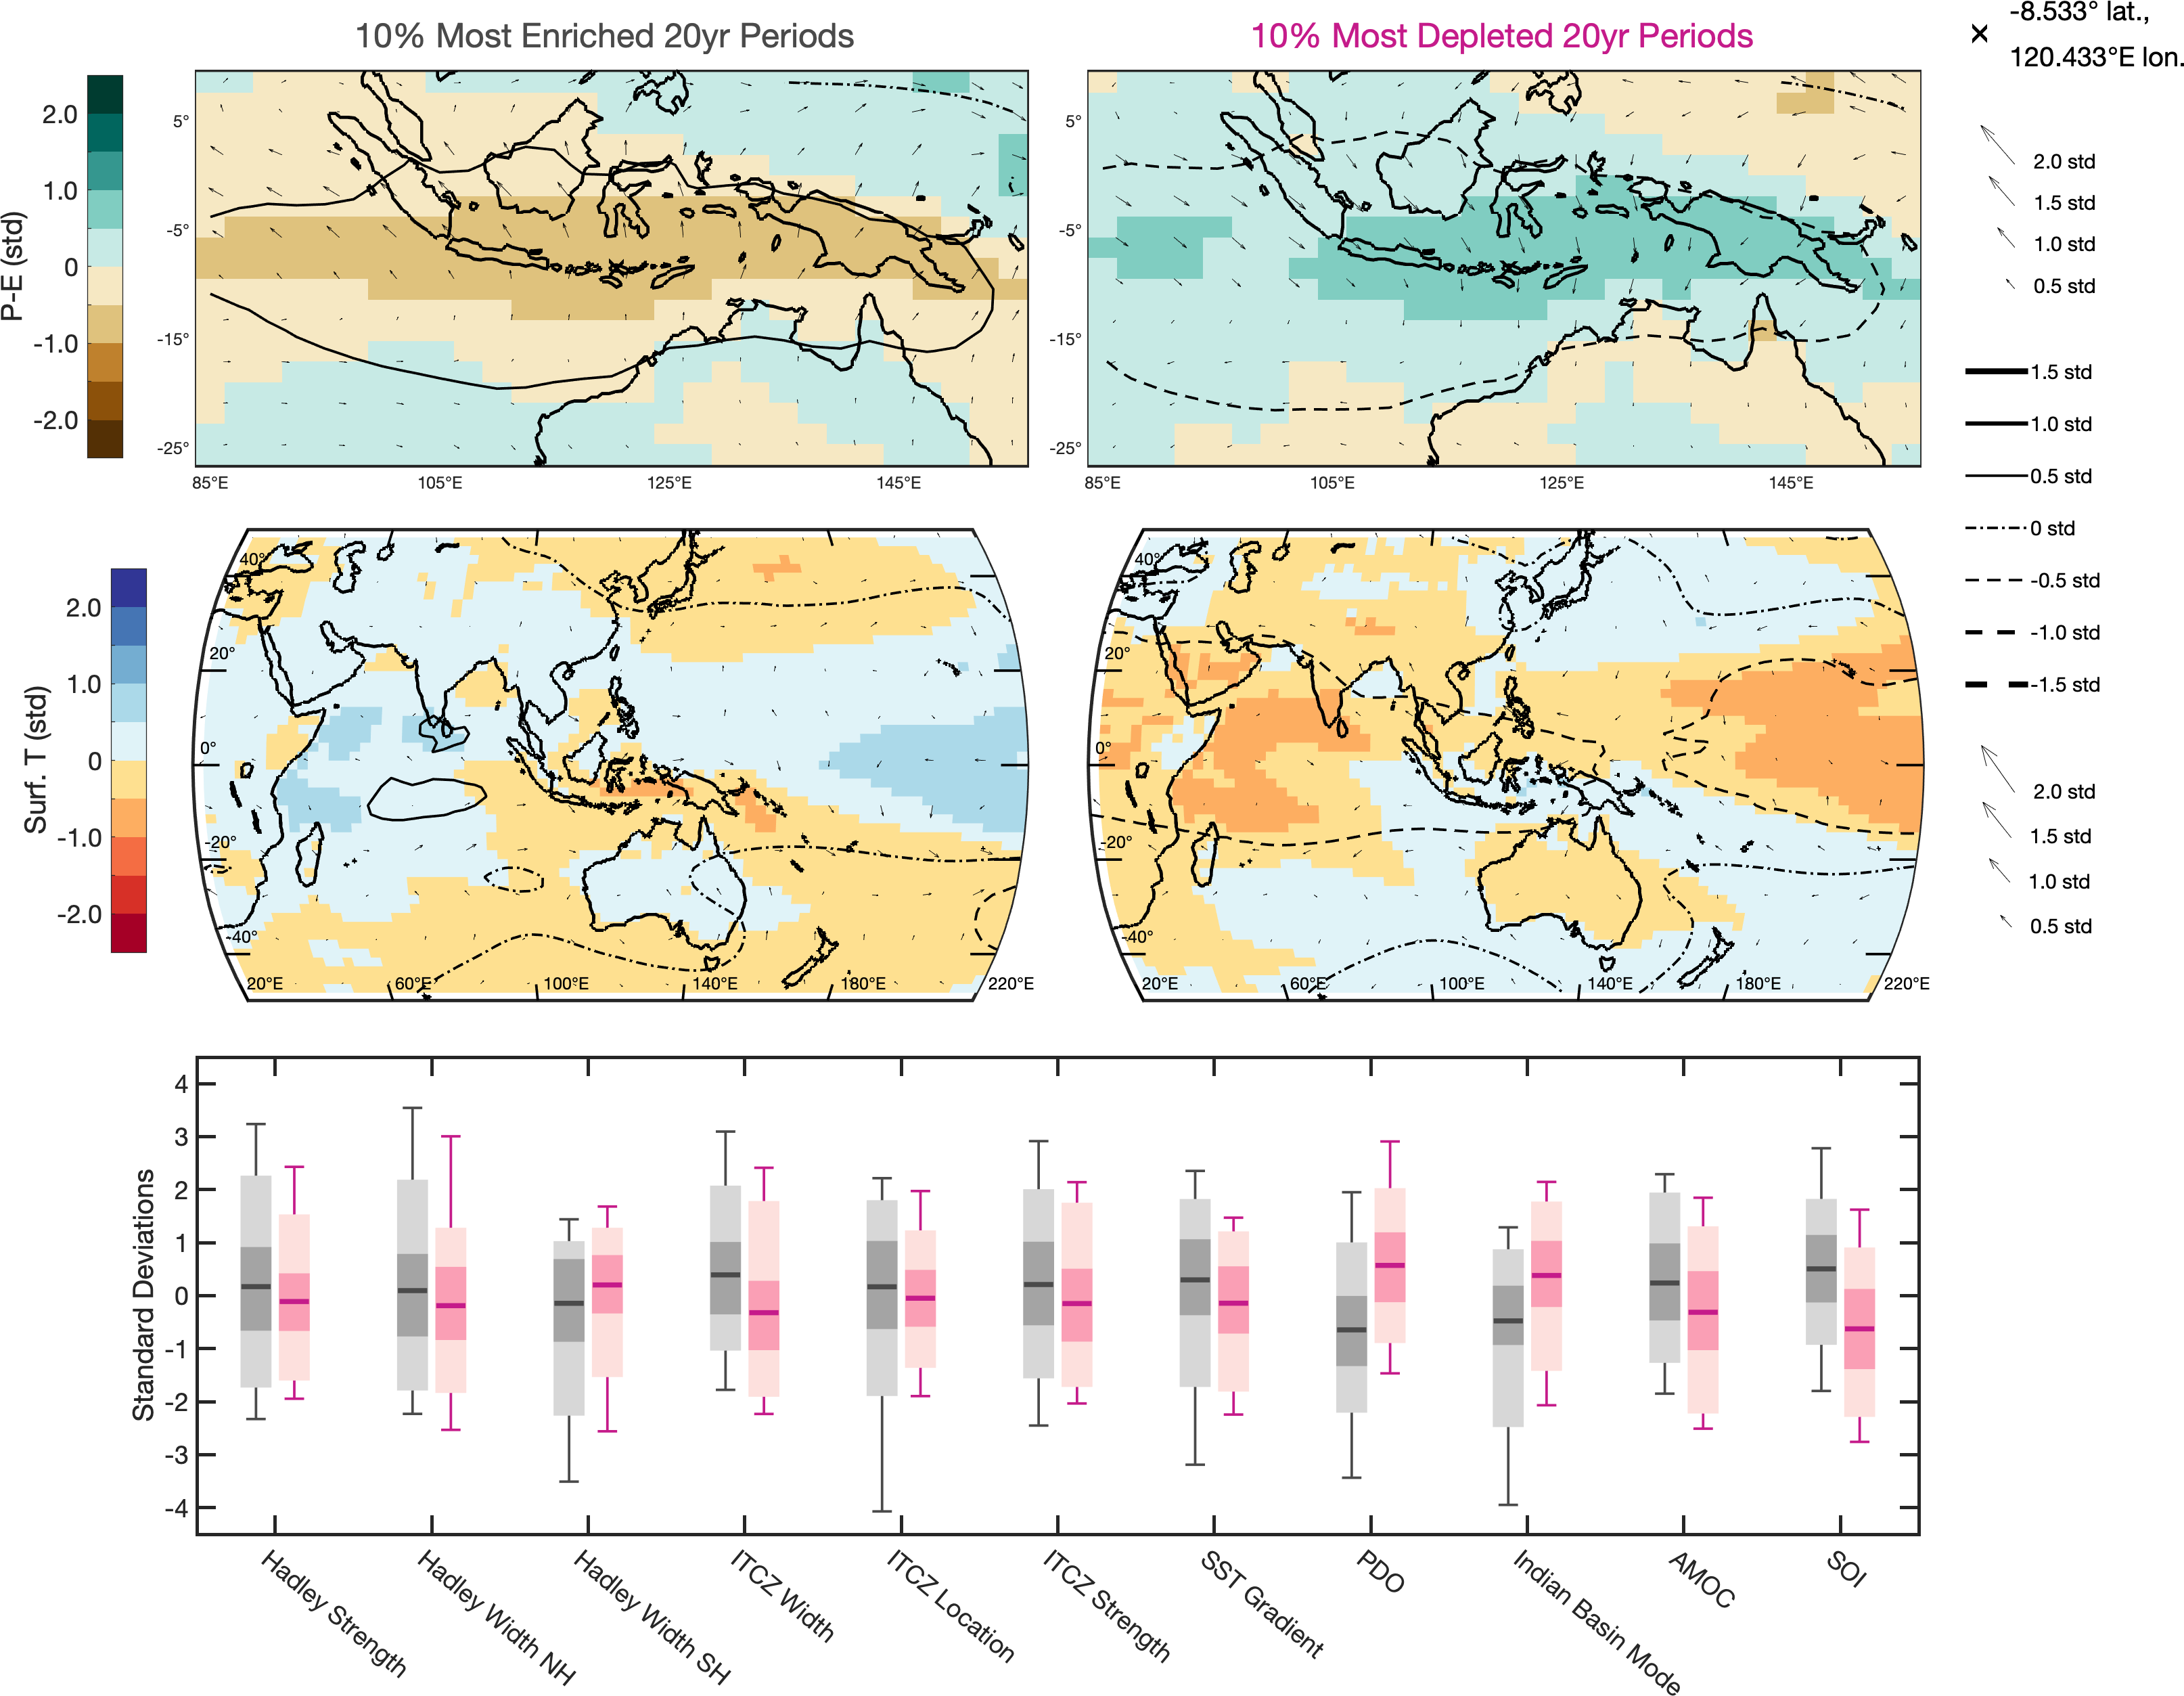 10% Most Enriched 20yr Periods
10% Most Depleted 20yr Periods
-8.533° lat.,
120.433°E lon.
P-E (std)
2.0
1.0
0
-1.0
-2.0
5°
-5°
-15°
-25°
85°E
105°E
125°E
145°E
5°
-5°
-15°
-25°
85°E
105°E
125°E
145°E
2.0 std
1.5 std
1.0 std
0.5 std
1.5 std
1.0 std
0.5 std
0 std
-0.5 std
-1.0 std
-1.5 std
Surf. T (std)
2.0
1.0
0
-1.0
-2.0
40°
20°
0°
-20°
-40°
20°E
60°E
100°E
140°E
180°E
220°E
40°
20°
0°
-20°
-40°
20°E
60°E
100°E
140°E
180°E
220°E
2.0 std
1.5 std
1.0 std
0.5 std
Standard Deviations
4
3
2
1
0
-1
-2
-3
-4
Hadley Strength
Hadley Width NH
Hadley Width SH
ITCZ Width
ITCZ Location
ITCZ Strength
SST Gradient
PDO
Indian Basin Mode
AMOC
SOI